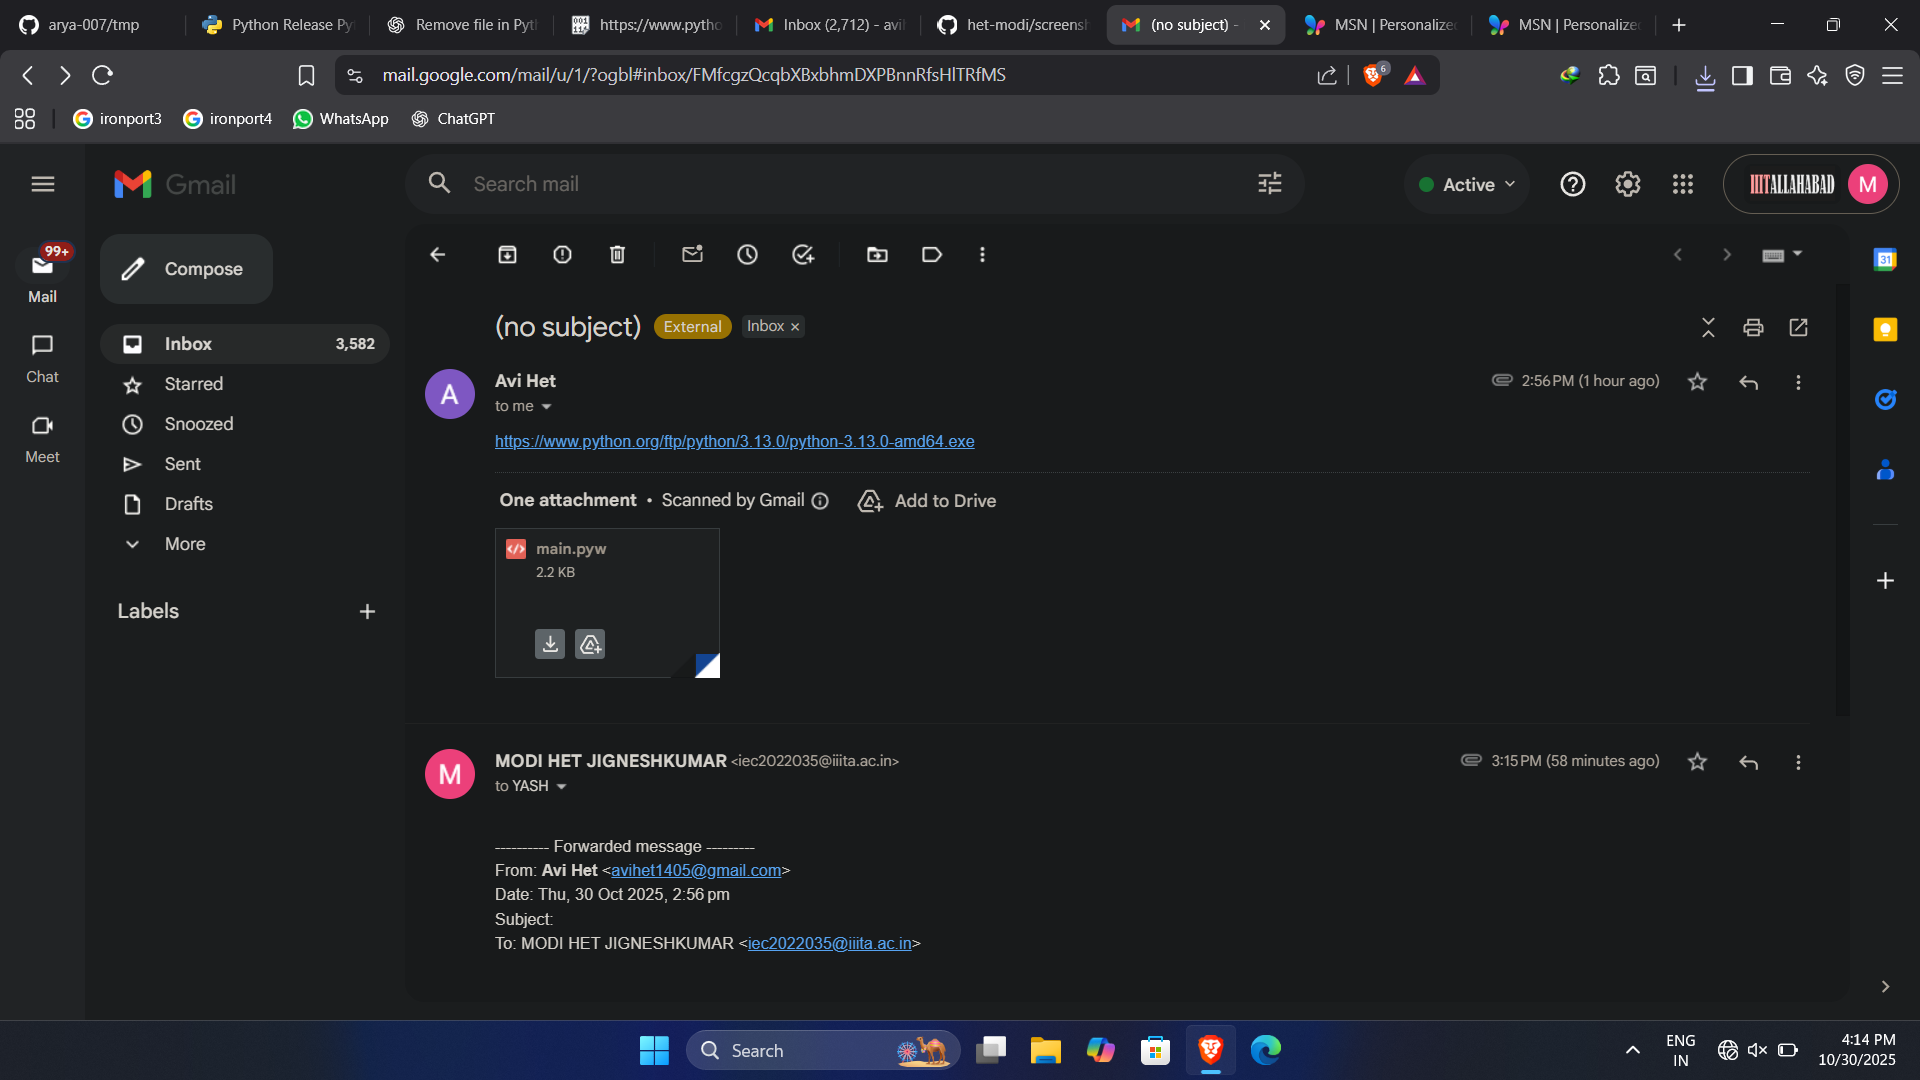 arya-007/tmp
Python Release Py
Remove file in Pyt
https://www.pytho
Inbox (2,712) - avil
het-modi/screensh
(no subject) -
MSN | Personalize
MSN | Personalize
mail.google.com/mail/u/1/?ogbl#inbox/FMfcgzQcqbXBxbhmDXPBnnRfsHlTRfMS
6
ironport3
ironport4
WhatsApp
ChatGPT
Gmail
Search mail
Active
IIITALLAHABAD
M
99+
Mail
Chat
Meet
Compose
Inbox 3,582
Starred
Snoozed
Sent
Drafts
More
Labels
31
(no subject) External Inbox ×
A
Avi Het
2:56 PM (1 hour ago)
to me
https://www.python.org/ftp/python/3.13.0/python-3.13.0-amd64.exe
One attachment • Scanned by Gmail
Add to Drive
main.pyw
2.2 KB
M
MODI HET JIGNESHKUMAR <iec2022035@iiita.ac.in>
3:15 PM (58 minutes ago)
to YASH
---------- Forwarded message ---------
From: Avi Het <avihet1405@gmail.com>
Date: Thu, 30 Oct 2025, 2:56 pm
Subject:
To: MODI HET JIGNESHKUMAR <iec2022035@iiita.ac.in>
Search
ENG
IN
4:14 PM
10/30/2025